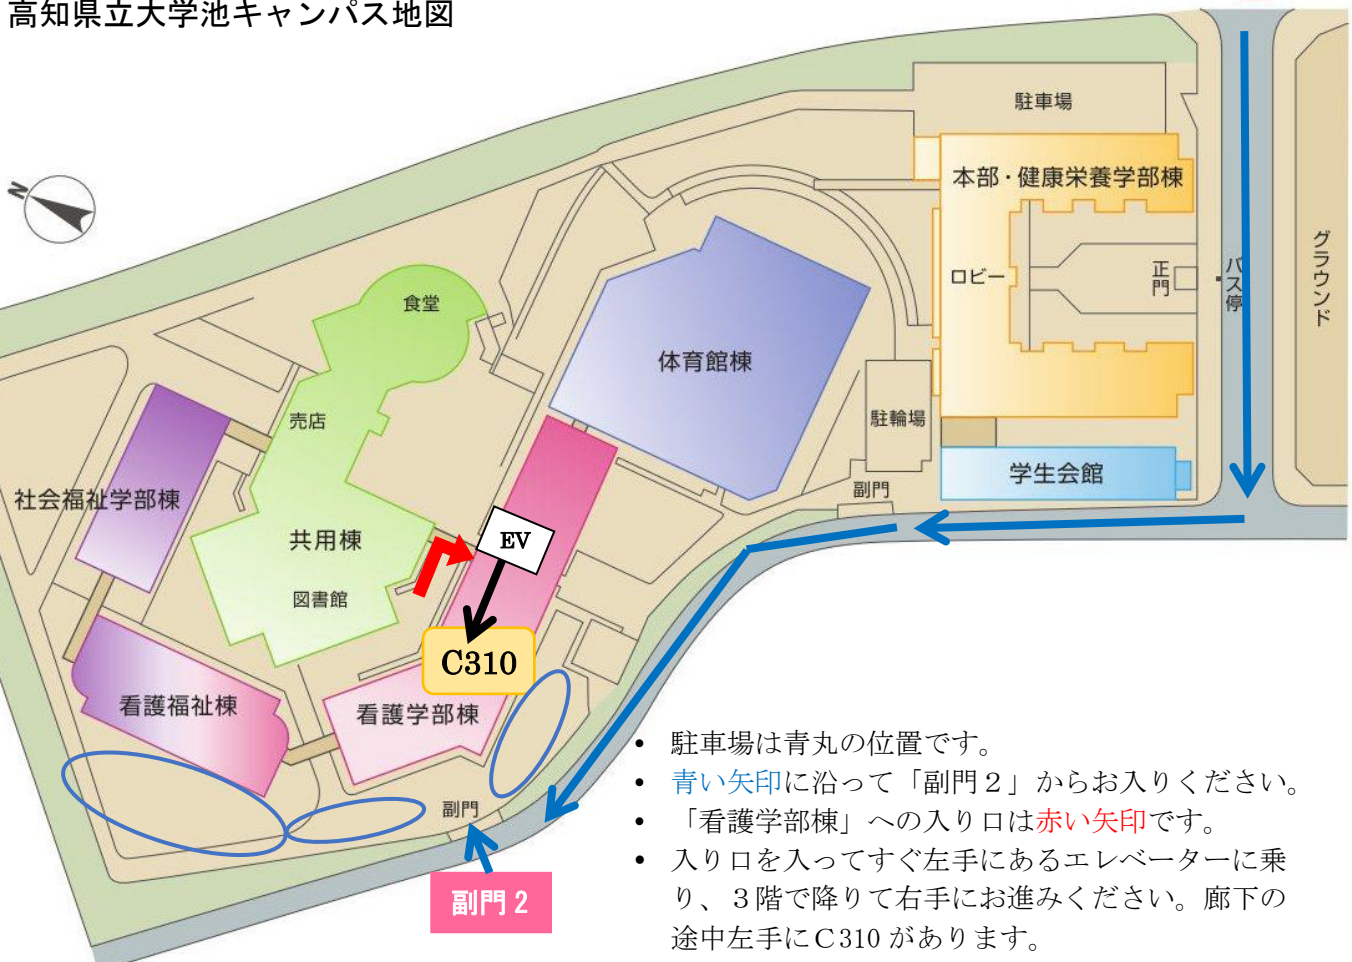 高知県立大学池キャンパス地図
N
駐車場
本部・健康栄養学部棟
ロビー
正門
バス停
グラウンド
食堂
体育館棟
売店
駐輪場
学生会館
副門
社会福祉学部棟
共用棟
EV
図書館
C310
看護福祉棟
看護学部棟
副門
副門 2
• 駐車場は青丸の位置です。
• 青い矢印に沿って「副門２」からお入りください。
• 「看護学部棟」への入り口は赤い矢印です。
• 入り口を入ってすぐ左手にあるエレベーターに乗
り、３階で降りて右手にお進みください。廊下の
途中左手にＣ310 があります。